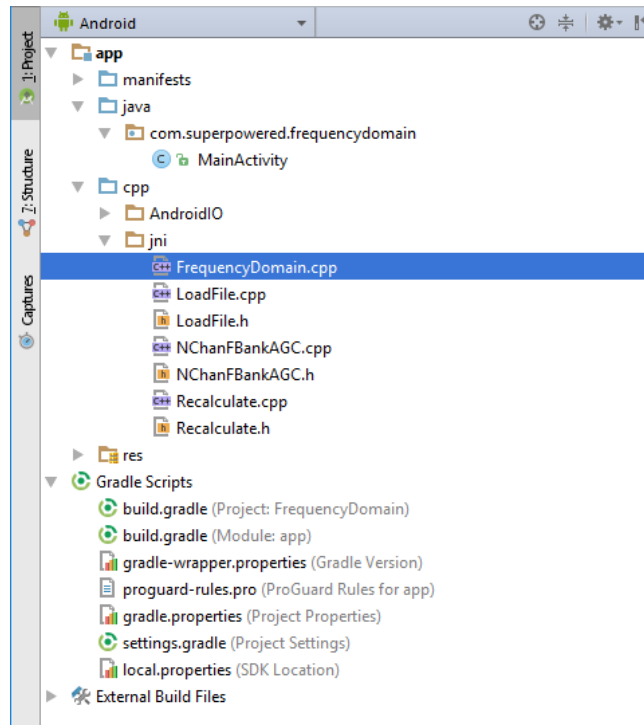 Android
1: Project
7: Structure
Captures
app
manifests
java
com.superpowered.frequencydomain
C MainActivity
cpp
AndroidIO
jni
C++ FrequencyDomain.cpp
C++ LoadFile.cpp
h LoadFile.h
C++ NChanFBankAGC.cpp
h NChanFBankAGC.h
C++ Recalculate.cpp
h Recalculate.h
res
Gradle Scripts
build.gradle (Project: FrequencyDomain)
build.gradle (Module: app)
gradle-wrapper.properties (Gradle Version)
proguard-rules.pro (ProGuard Rules for app)
gradle.properties (Project Properties)
settings.gradle (Project Settings)
local.properties (SDK Location)
External Build Files